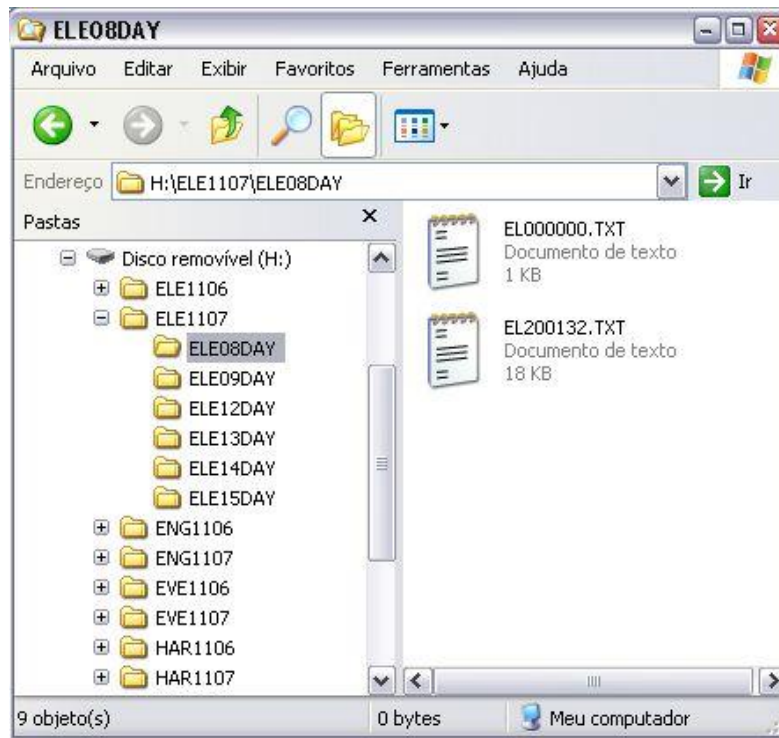 ELE08DAY
Arquivo Editar Exibir Favoritos Ferramentas Ajuda
Endereço H:\ELE1107\ELE08DAY Ir
Pastas
Disco removível (H:)
ELE1106
ELE1107
ELE08DAY
ELE09DAY
ELE12DAY
ELE13DAY
ELE14DAY
ELE15DAY
ENG1106
ENG1107
EVE1106
EVE1107
HAR1106
HAR1107
EL000000.TXT
Documento de texto
1 KB
EL200132.TXT
Documento de texto
18 KB
9 objeto(s) 0 bytes Meu computador